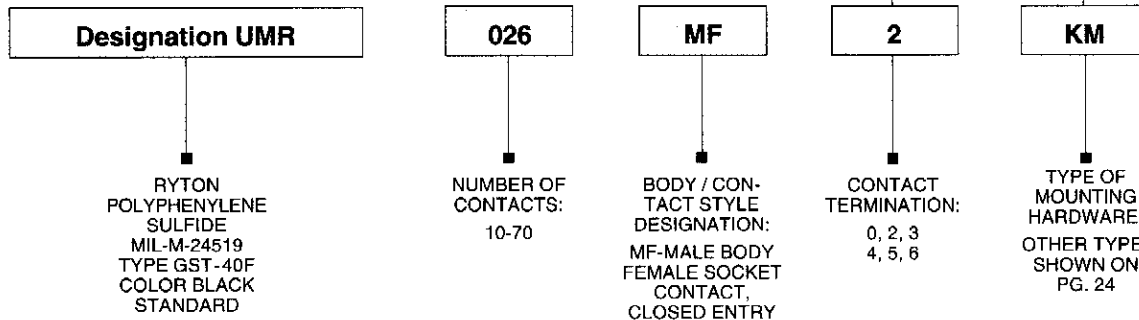 Designation UMR
026
MF
2
KM
RYTON
POLYPHENYLENE
SULFIDE
MIL-M-24519
TYPE GST-40F
COLOR BLACK
STANDARD
NUMBER OF
CONTACTS:
10-70
BODY / CON-
TACT STYLE
DESIGNATION:
MF-MALE BODY
FEMALE SOCKET
CONTACT,
CLOSED ENTRY
CONTACT
TERMINATION:
0, 2, 3
4, 5, 6
TYPE OF
MOUNTING
HARDWARE
OTHER TYPE
SHOWN ON
PG. 24